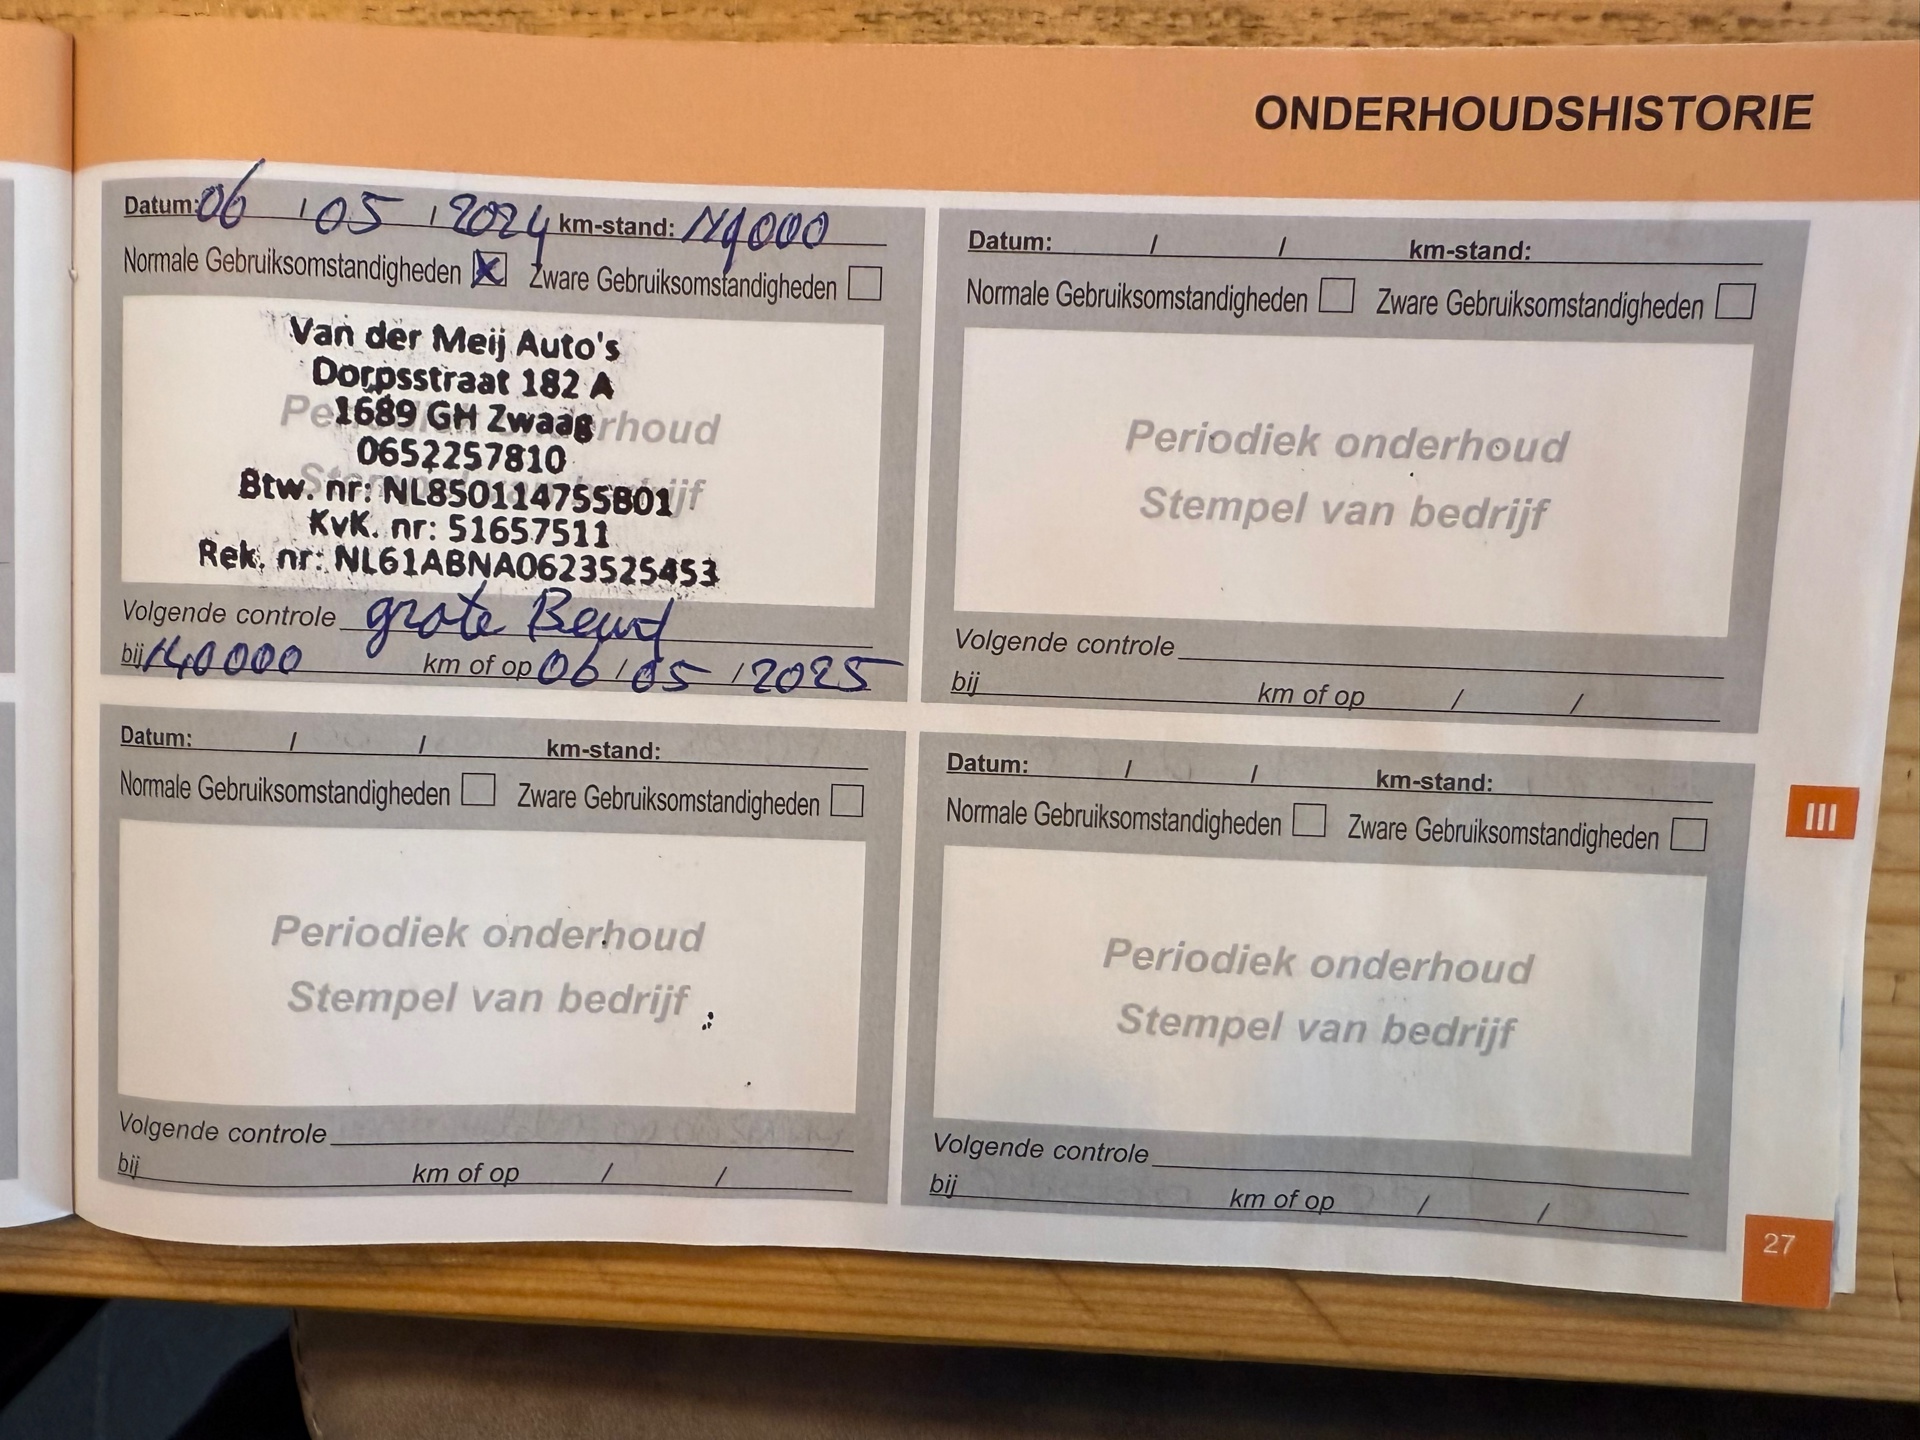 ONDERHOUDSHISTORIE
Datum: 06 / 05 / 2024 km-stand: 119000
Normale Gebruiksomstandigheden X Zware Gebruiksomstandigheden
Van der Meij Auto's
Dorpsstraat 182 A
1689 GH Zwaag
0652257810
Btw. nr: NL850114755B01
KvK. nr: 51657511
Rek. nr: NL61ABNA0623525453
Volgende controle grote Beurt
bij 140000 km of op 06 / 05 / 2025
Datum: / / km-stand:
Normale Gebruiksomstandigheden Zware Gebruiksomstandigheden
Periodiek onderhoud
Stempel van bedrijf
Volgende controle
bij km of op / /
Datum: / / km-stand:
Normale Gebruiksomstandigheden Zware Gebruiksomstandigheden
Periodiek onderhoud
Stempel van bedrijf
Volgende controle
bij km of op / /
Datum: / / km-stand:
Normale Gebruiksomstandigheden Zware Gebruiksomstandigheden
Periodiek onderhoud
Stempel van bedrijf
Volgende controle
bij km of op / /
III
27